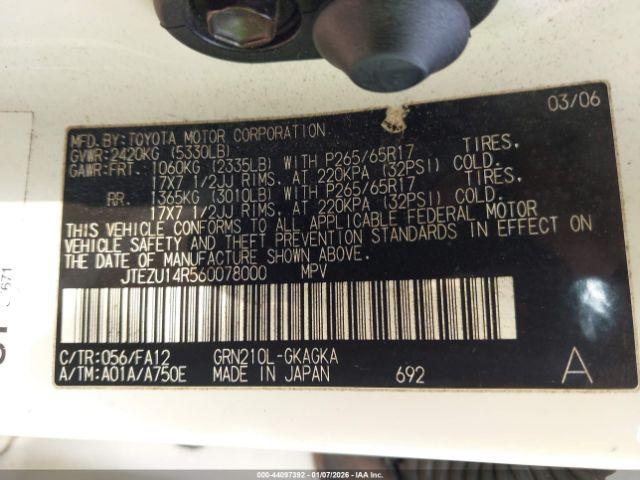 03/06
MFD. BY: TOYOTA MOTOR CORPORATION
GVWR: 2420KG (5330LB)
GAWR: FRT. 1060KG (2335LB) WITH P265/65R17 TIRES,
17X7 1/2JJ RIMS, AT 220KPA (32PSI) COLD.
RR. 1365KG (3010LB) WITH P265/65R17 TIRES,
17X7 1/2JJ RIMS, AT 220KPA (32PSI) COLD.
THIS VEHICLE CONFORMS TO ALL APPLICABLE FEDERAL MOTOR
VEHICLE SAFETY AND THEFT PREVENTION STANDARDS IN EFFECT ON
THE DATE OF MANUFACTURE SHOWN ABOVE.
JTEZU14R560078000 MPV
C/TR: 056/FA12 GRN210L-GKAGKA
A/TM: A01A/A750E MADE IN JAPAN 692 A
671
000-44097392 - 01/07/2026 - IAA Inc.